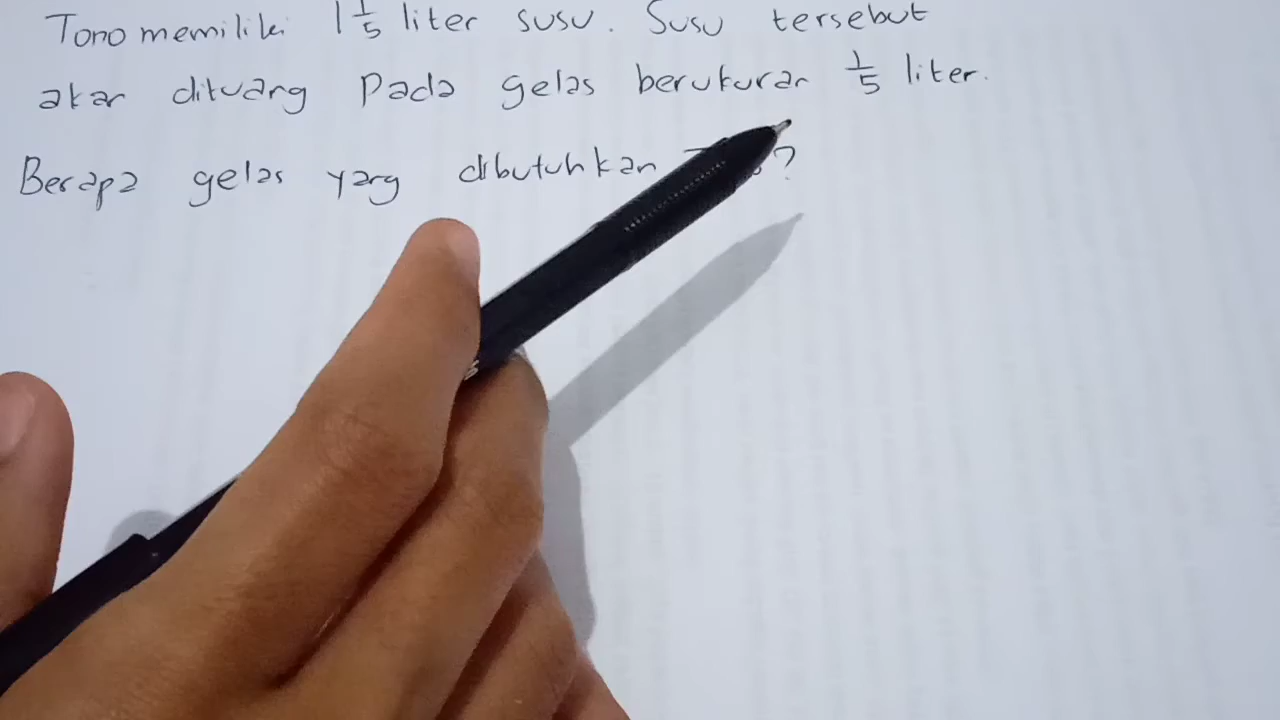 Tono memiliki 1 1/5 liter susu. Susu tersebut
akan dituang pada gelas berukuran 1/5 liter.
Berapa gelas yang dibutuhkan ?